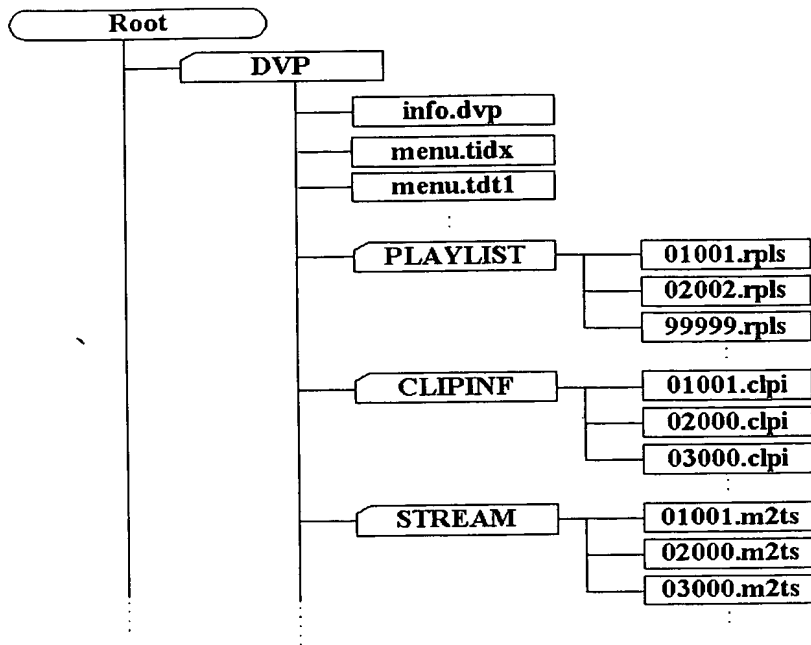 Root
DVP
info.dvp
menu.tidx
menu.tdt1
PLAYLIST
01001.rpls
02002.rpls
99999.rpls
CLIPINF
01001.clpi
02000.clpi
03000.clpi
STREAM
01001.m2ts
02000.m2ts
03000.m2ts